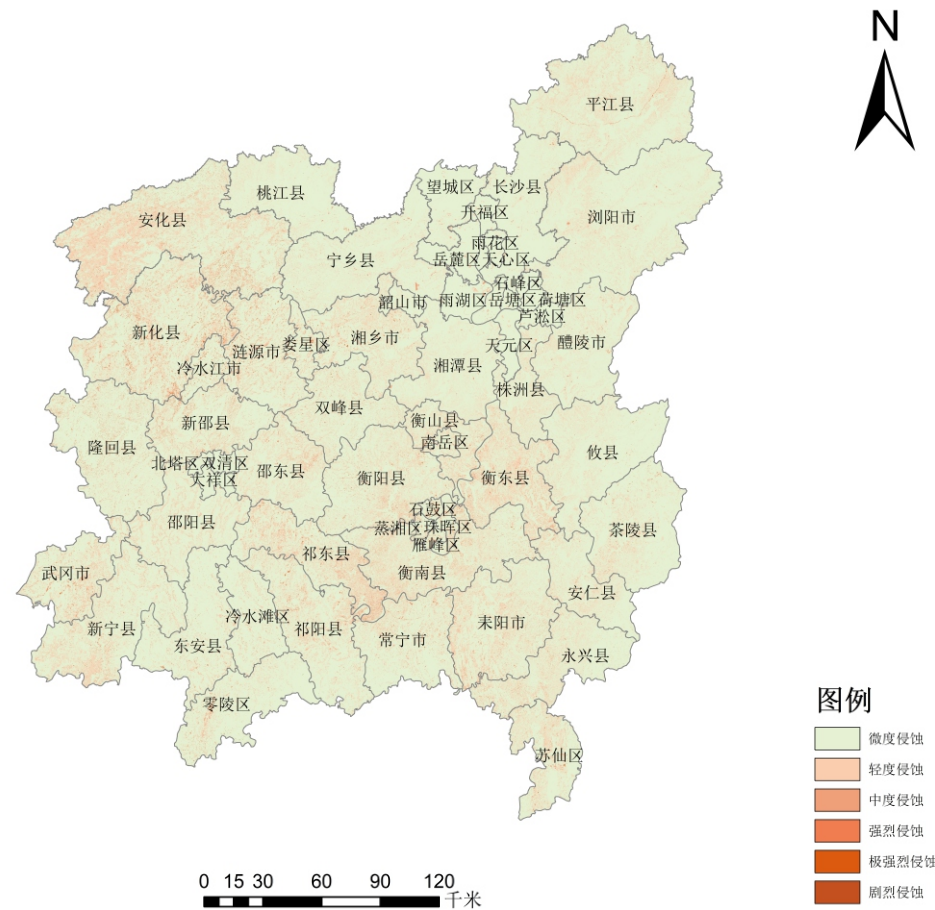 N
平江县
桃江县
望城区
长沙县
安化县
开福区
浏阳市
雨花区
宁乡县
岳麓区
天心区
石峰区
韶山市
雨湖区
岳塘区
荷塘区
芦淞区
新化县
涟源市
娄星区
湘乡市
天元区
醴陵市
冷水江市
湘潭县
株洲县
双峰县
新邵县
衡山县
南岳区
隆回县
北塔区
双清区
大祥区
邵东县
衡阳县
衡东县
攸县
石鼓区
邵阳县
蒸湘区
珠晖区
茶陵县
雁峰区
祁东县
武冈市
衡南县
安仁县
冷水滩区
新宁县
祁阳县
耒阳市
东安县
常宁市
永兴县
零陵区
苏仙区
图例
微度侵蚀
轻度侵蚀
中度侵蚀
强烈侵蚀
极强烈侵蚀
剧烈侵蚀
0 15 30 60 90 120
千米